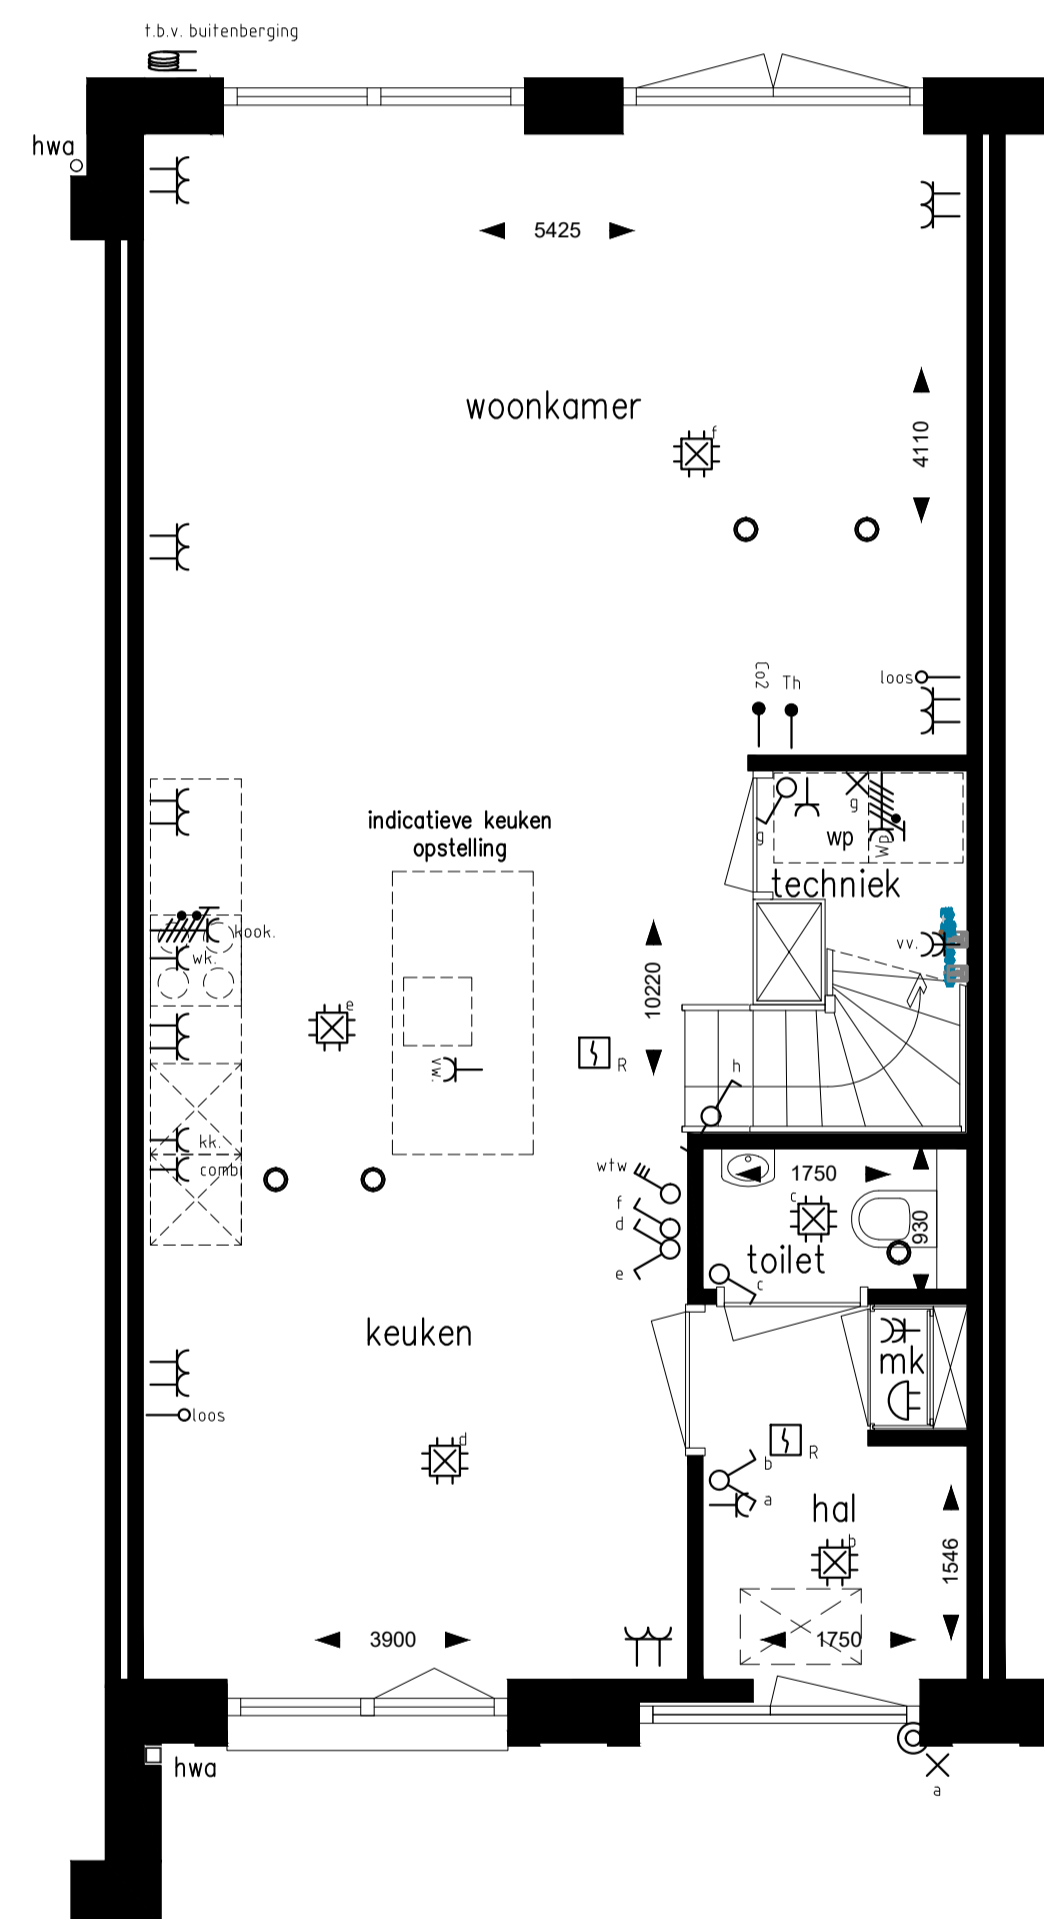 t.b.v. buitenberging
hwa
5425
woonkamer
f
4110
Co2
Th
loos
indicatieve keuken
opstelling
g
g
wp
Wp
techniek
kook.
wk.
vv.
10220
e
R
vw.
h
kk.
combi
wtw
1750
f
c
d
930
e
toilet
c
keuken
mk
loos
d
R
b
a
hal
b
1546
3900
1750
hwa
a